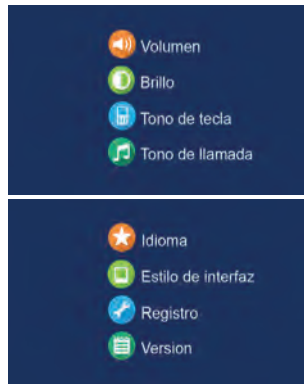 Volumen
Brillo
Tono de tecla
Tono de llamada
Idioma
Estilo de interfaz
Registro
Version